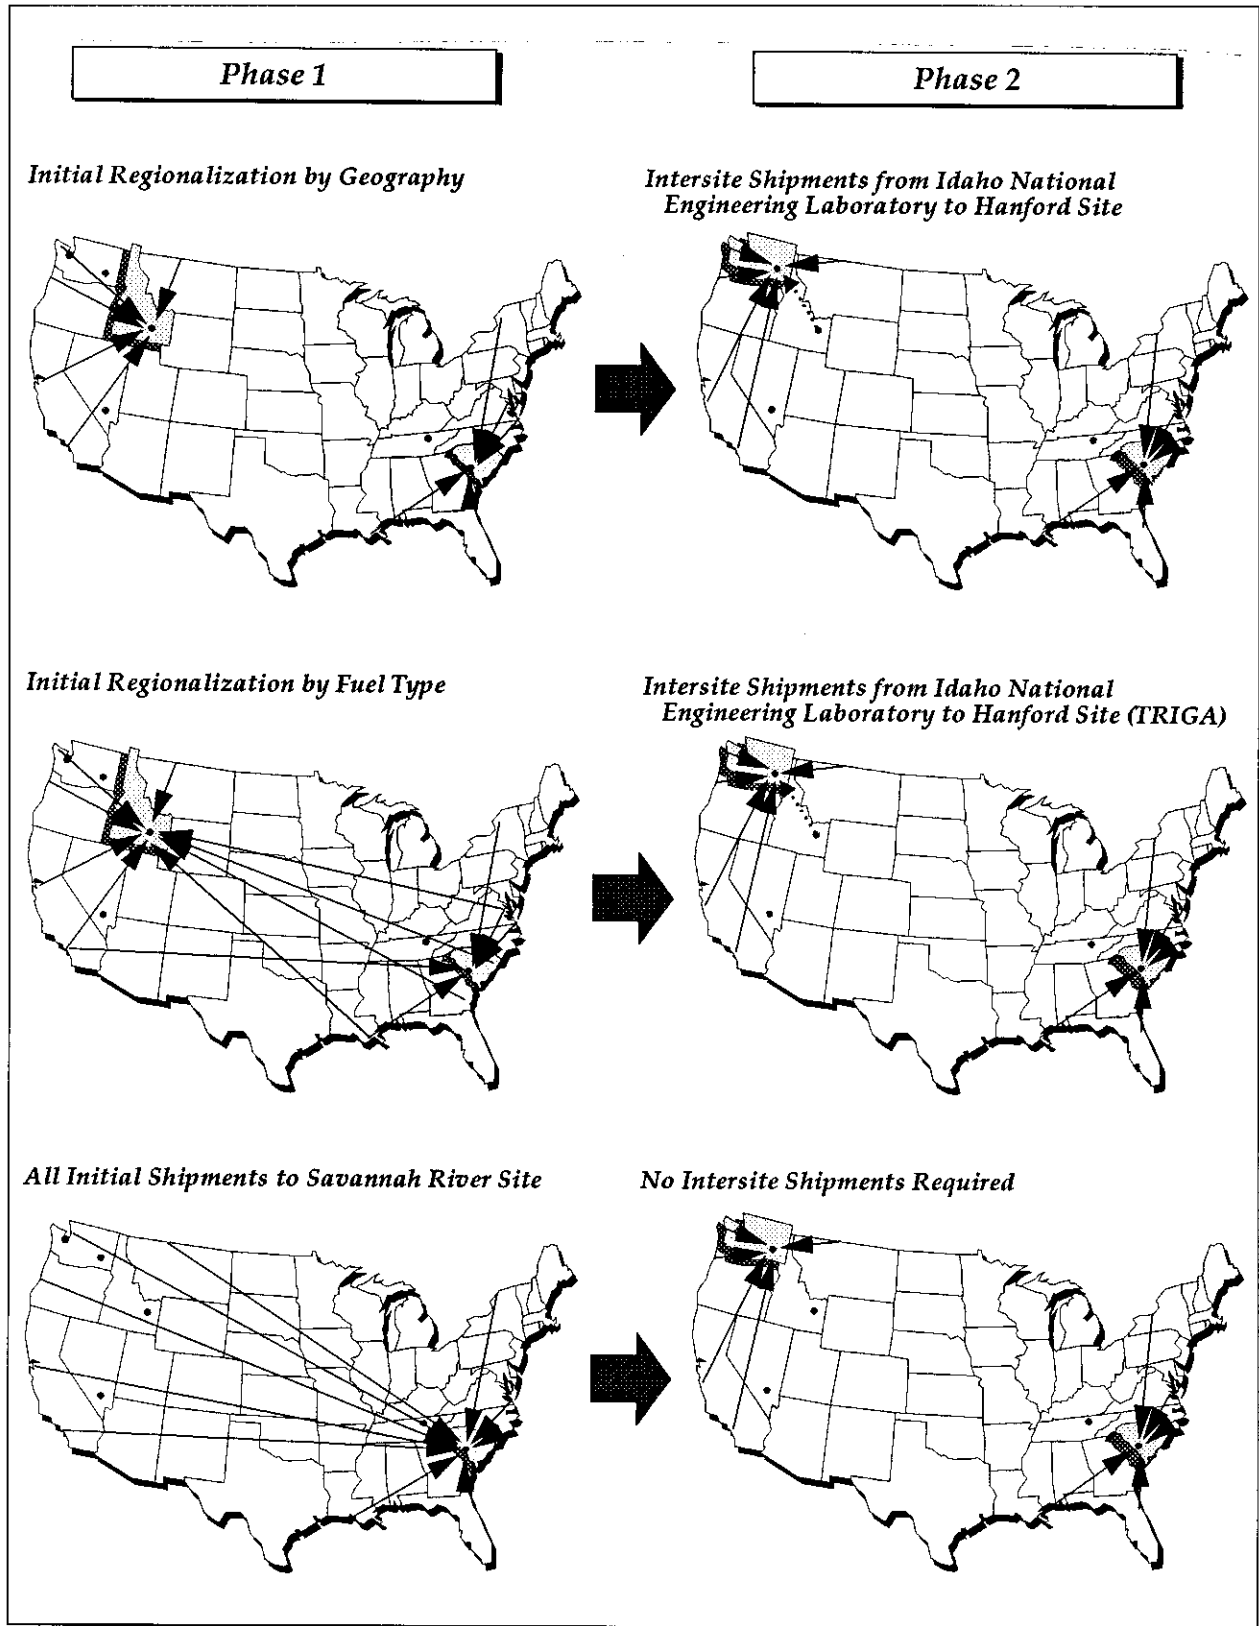 Phase 1
Phase 2
Initial Regionalization by Geography
Intersite Shipments from Idaho National
Engineering Laboratory to Hanford Site
Initial Regionalization by Fuel Type
Intersite Shipments from Idaho National
Engineering Laboratory to Hanford Site (TRIGA)
All Initial Shipments to Savannah River Site
No Intersite Shipments Required